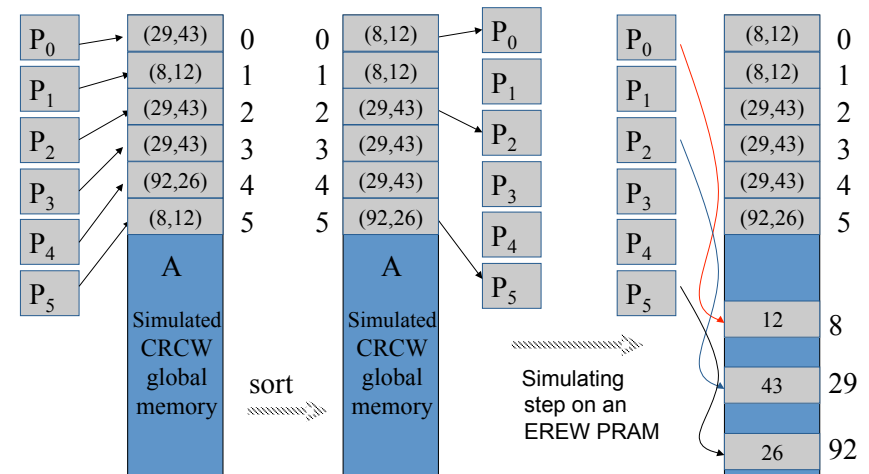 P0 (29,43) 0
P1 (8,12) 1
P2 (29,43) 2
P3 (29,43) 3
P4 (92,26) 4
P5 (8,12) 5
A
Simulated
CRCW
global
memory
sort
0 (8,12) P0
1 (8,12) P1
2 (29,43) P2
3 (29,43) P3
4 (29,43) P4
5 (92,26) P5
A
Simulated
CRCW
global
memory
Simulating
step on an
EREW PRAM
P0 (8,12) 0
P1 (8,12) 1
P2 (29,43) 2
P3 (29,43) 3
P4 (29,43) 4
P5 (92,26) 5
12 8
43 29
26 92